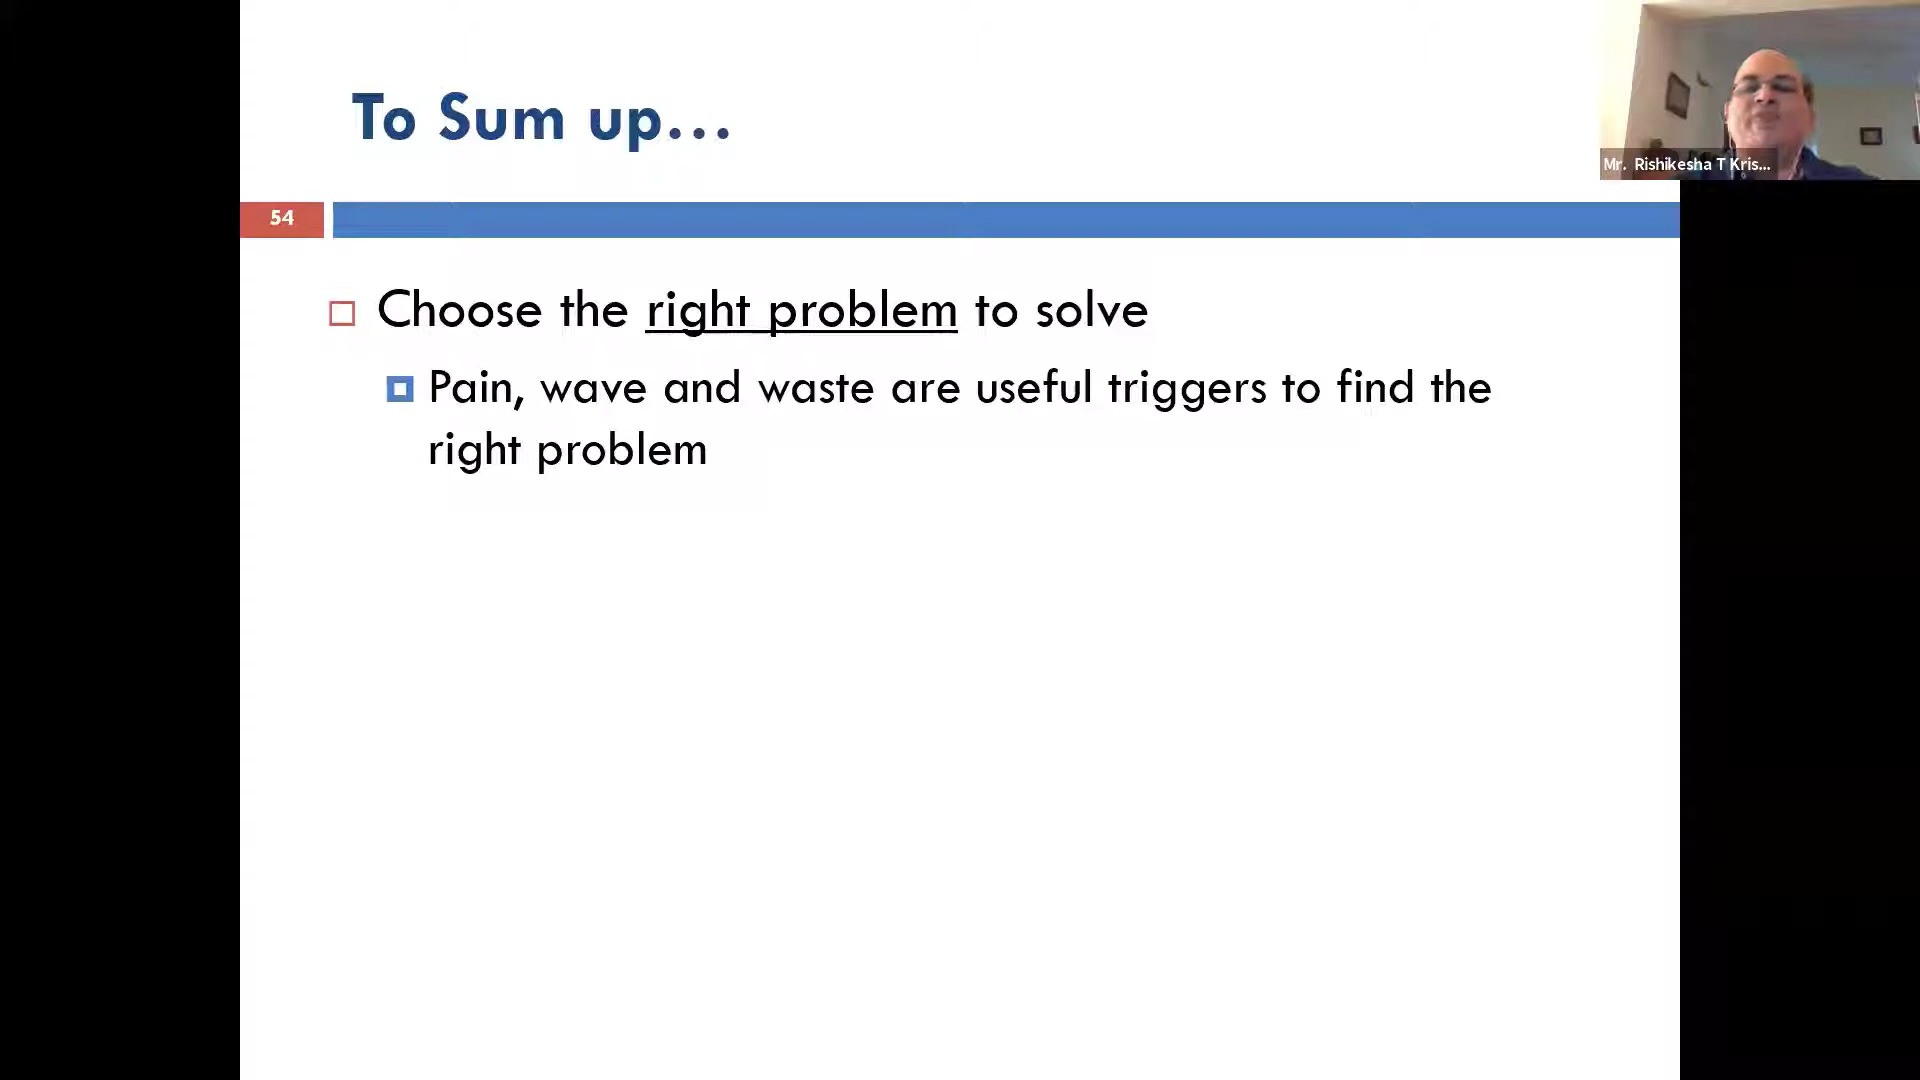 To Sum up...
Mr. Rishikesha T Kris...
54
Choose the right problem to solve
Pain, wave and waste are useful triggers to find the
right problem